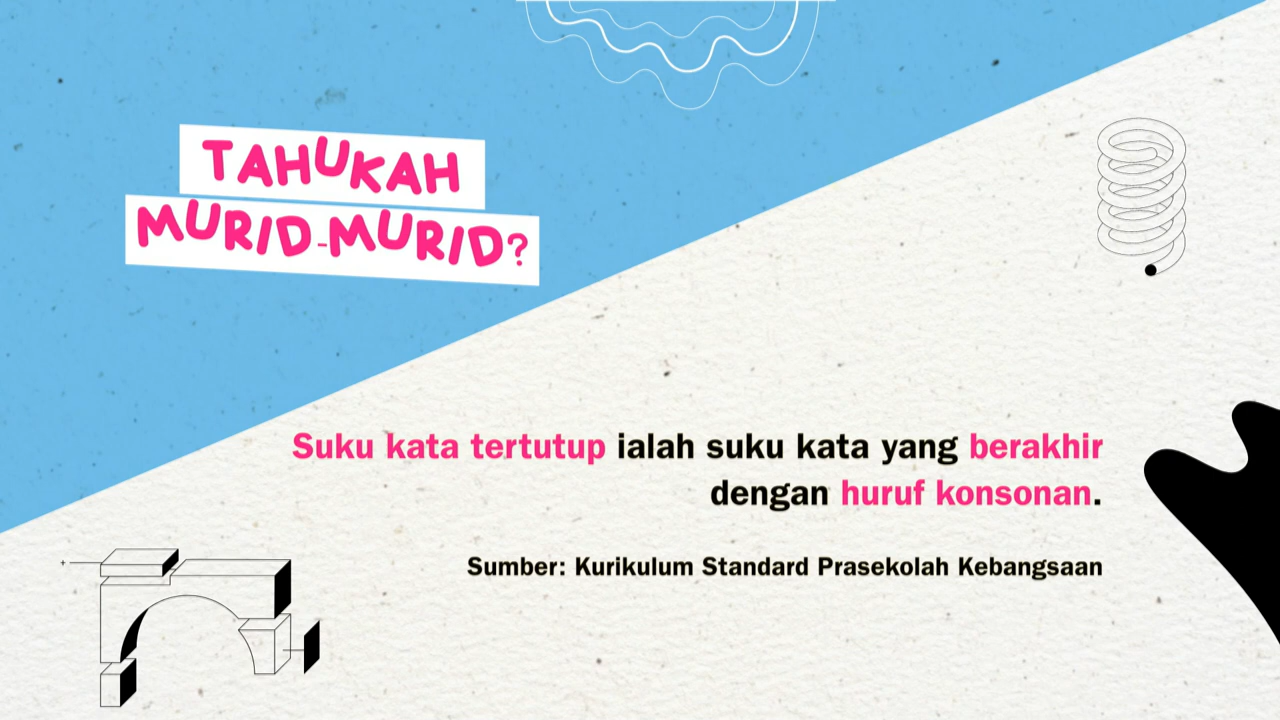 TAHUKAH
MURID-MURID?
Suku kata tertutup ialah suku kata yang berakhir
dengan huruf konsonan.
Sumber: Kurikulum Standard Prasekolah Kebangsaan